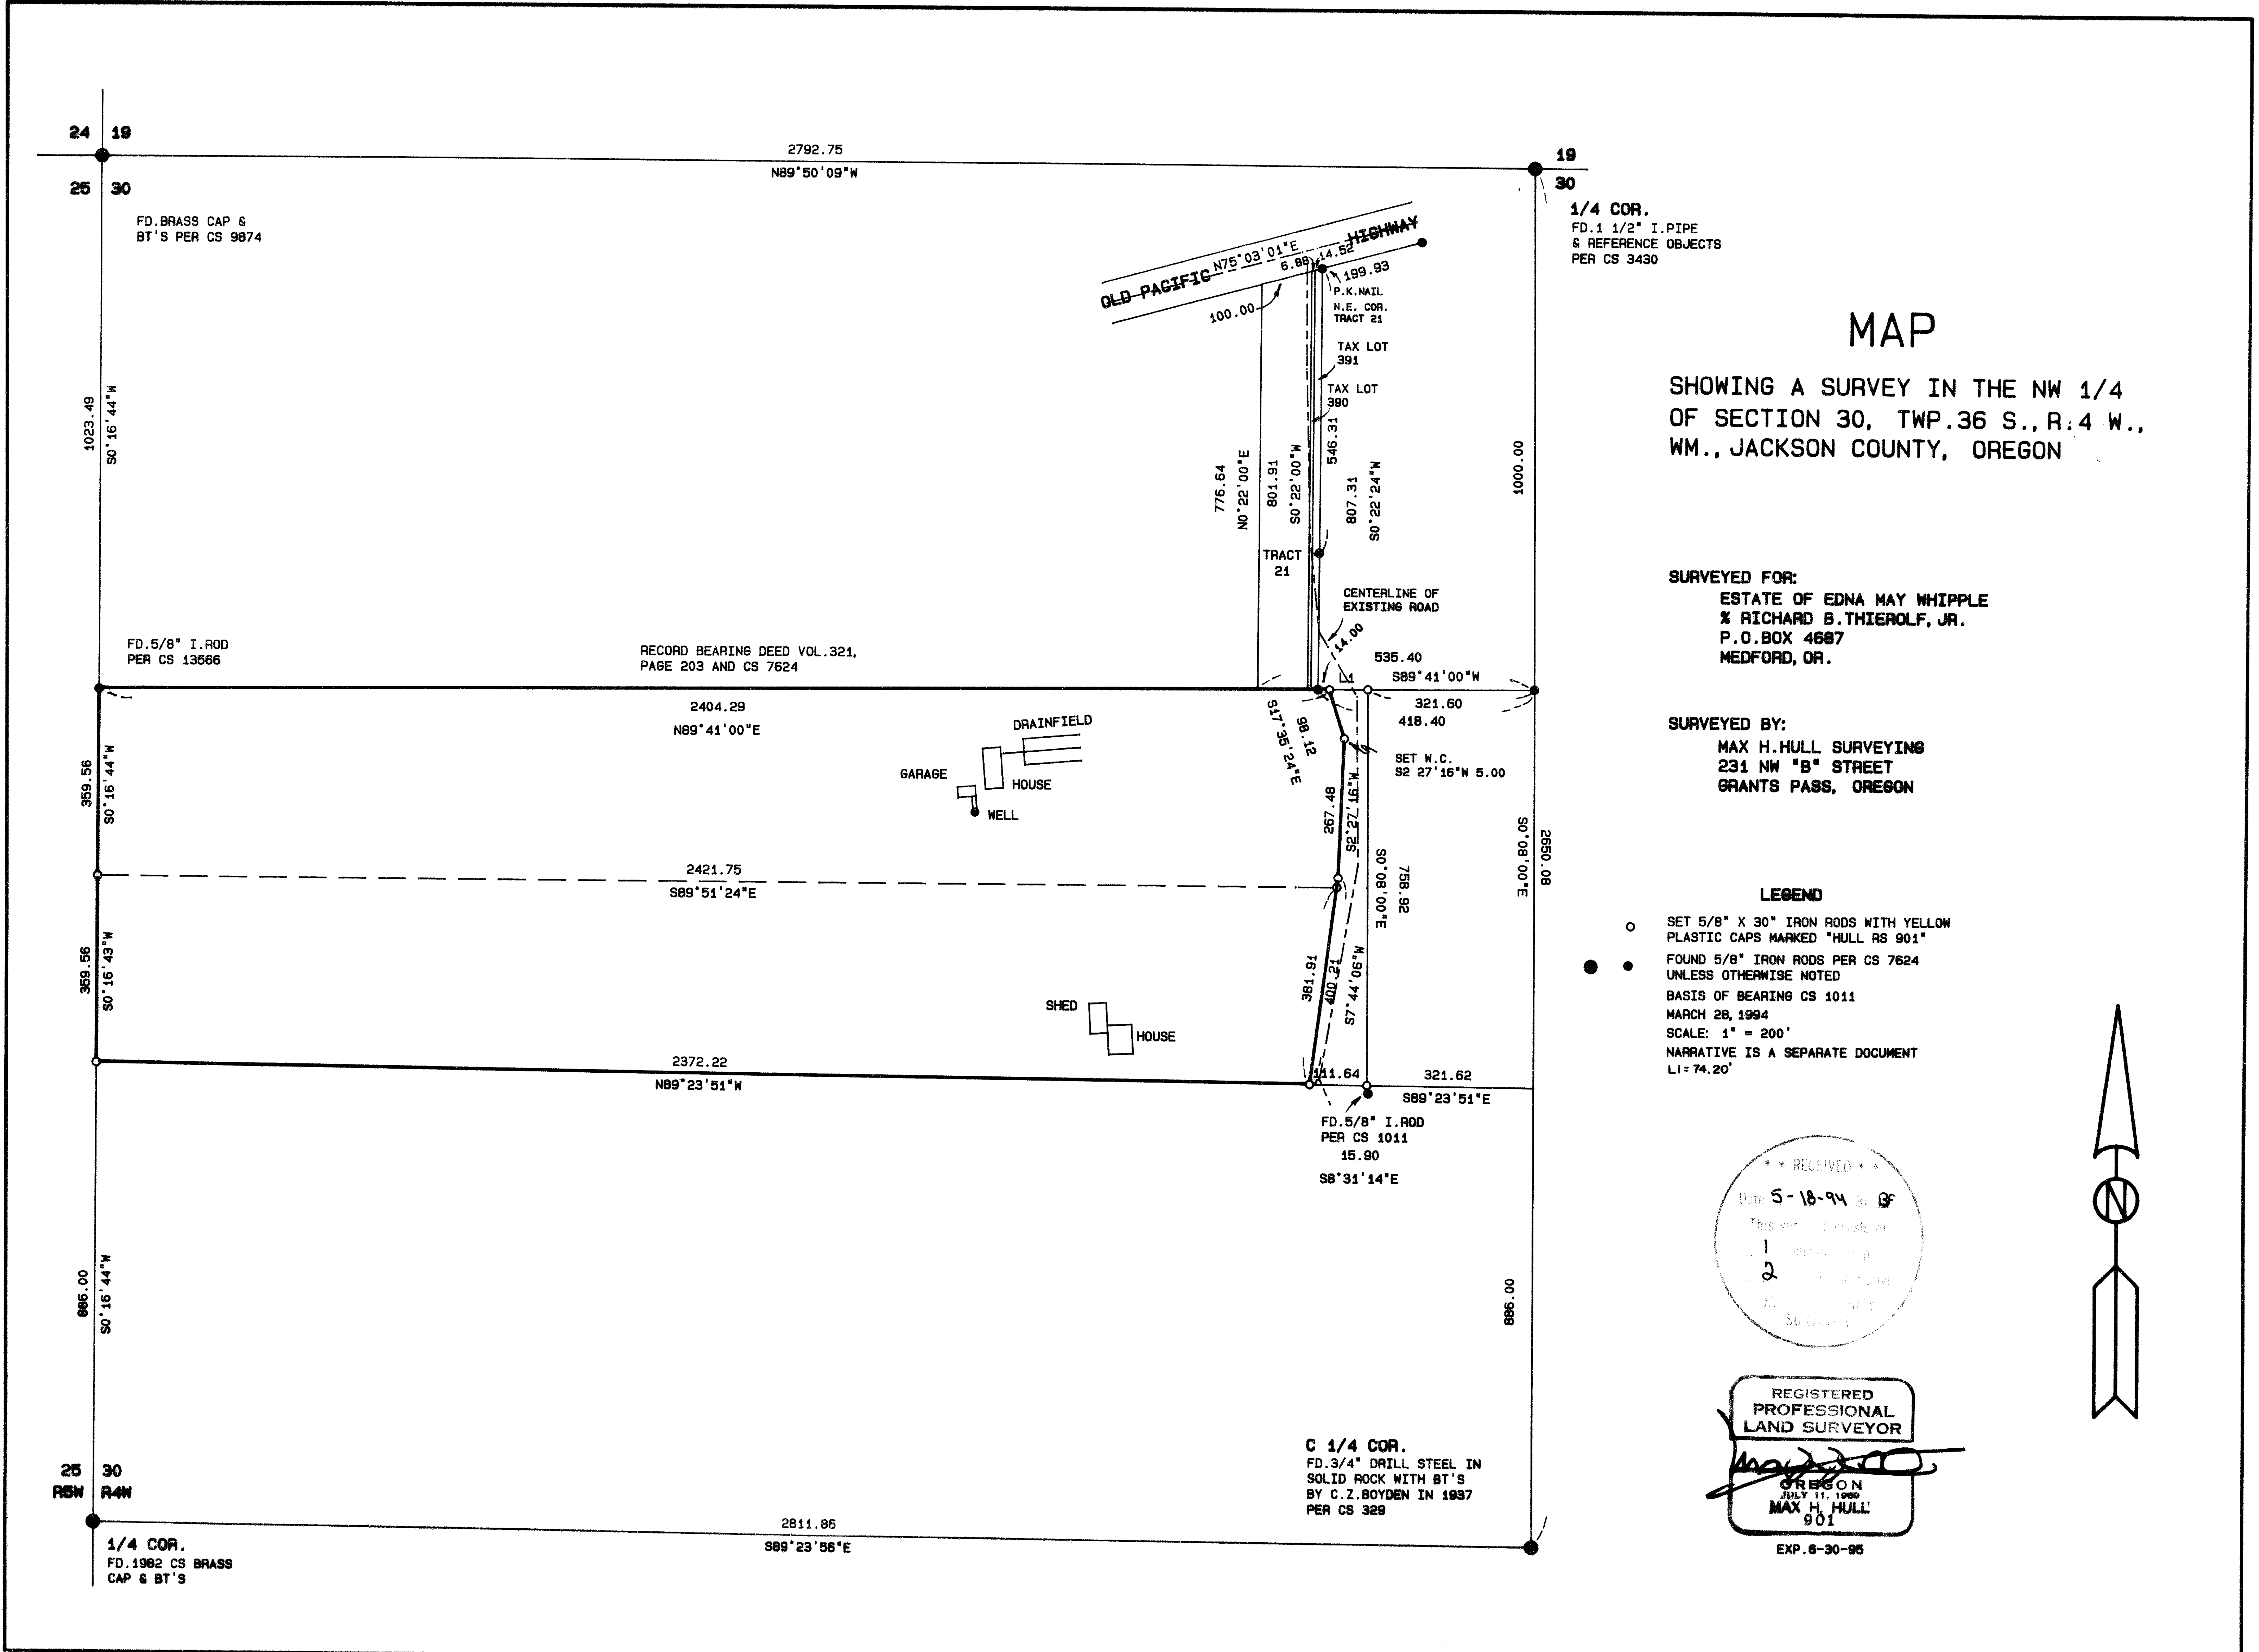 24 19
25 30
FD.BRASS CAP &
BT'S PER CS 9874
2792.75
N89°50'09"W
19
30
1/4 COR.
FD.1 1/2" I.PIPE
& REFERENCE OBJECTS
PER CS 3430
OLD PACIFIC HIGHWAY
N75°03'01"E
6.88
14.52
199.93
100.00
P.K.NAIL
N.E. COR.
TRACT 21
TAX LOT
391
TAX LOT
390
546.31
776.64
N0°22'00"E
801.91
S0°22'00"W
807.31
S0°22'24"W
TRACT
21
1000.00
1023.49
S0°16'44"W
CENTERLINE OF
EXISTING ROAD
14.00
FD.5/8" I.ROD
PER CS 13566
RECORD BEARING DEED VOL.321,
PAGE 203 AND CS 7624
2404.29
N89°41'00"E
535.40
S89°41'00"W
L1
321.60
418.40
S17°35'24"E
98.12
SET W.C.
S2 27'16"W 5.00
DRAINFIELD
GARAGE
HOUSE
WELL
359.56
S0°16'44"W
267.48
S2°27'16"W
2421.75
S89°51'24"E
758.92
S0°08'00"E
2650.08
S0°08'00"E
359.56
S0°16'43"W
381.91
400.21
S7°44'06"W
SHED
HOUSE
2372.22
N89°23'51"W
111.64
321.62
S89°23'51"E
FD.5/8" I.ROD
PER CS 1011
15.90
S8°31'14"E
886.00
S0°16'44"W
886.00
C 1/4 COR.
FD.3/4" DRILL STEEL IN
SOLID ROCK WITH BT'S
BY C.Z.BOYDEN IN 1937
PER CS 329
25 30
R5W R4W
1/4 COR.
FD.1982 CS BRASS
CAP & BT'S
2811.86
S89°23'56"E
MAP
SHOWING A SURVEY IN THE NW 1/4
OF SECTION 30, TWP.36 S.,R.4 W.,
WM.,JACKSON COUNTY, OREGON
SURVEYED FOR:
ESTATE OF EDNA MAY WHIPPLE
% RICHARD B.THIEROLF,JR.
P.O.BOX 4687
MEDFORD,OR.
SURVEYED BY:
MAX H.HULL SURVEYING
231 NW "B" STREET
GRANTS PASS, OREGON
LEGEND
SET 5/8" X 30" IRON RODS WITH YELLOW
PLASTIC CAPS MARKED "HULL RS 901"
FOUND 5/8" IRON RODS PER CS 7624
UNLESS OTHERWISE NOTED
BASIS OF BEARING CS 1011
MARCH 28,1994
SCALE: 1" = 200'
NARRATIVE IS A SEPARATE DOCUMENT
L1= 74.20'
* * RECEIVED * *
Date 5-18-94 By BF
This
1
2
N
REGISTERED
PROFESSIONAL
LAND SURVEYOR
OREGON
JULY 11, 1960
MAX H. HULL
901
EXP.6-30-95